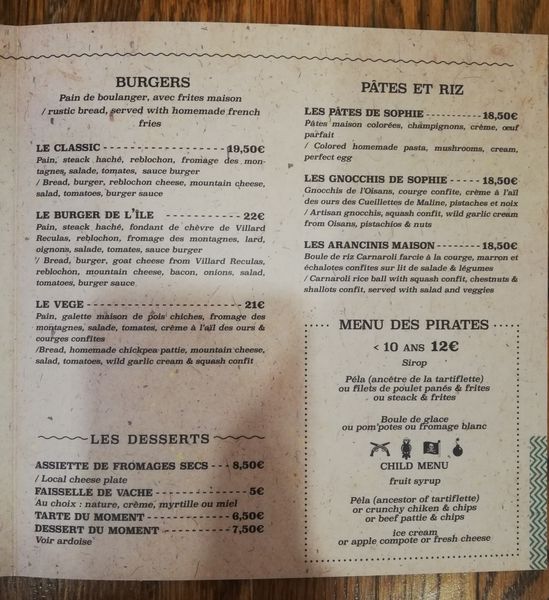 BURGERS
Pain de boulanger, avec frites maison
/ rustic bread, served with homemade french
fries
LE CLASSIC - - - - - - - - - - - - - - - - - - 19,50€
Pain, steack haché, reblochon, fromage des mon-
tagnes, salade, tomates, sauce burger
/ Bread, burger, reblochon cheese, mountain cheese,
salad, tomatoes, burger sauce
LE BURGER DE L'ÎLE - - - - - - - - - - - 22€
Pain, steak haché, fondant de chèvre de Villard
Reculas, reblochon, fromage des montagnes, lard,
oignons, salade, tomates, sauce burger
/ Bread, burger, goat cheese from Villard Reculas,
reblochon, mountain cheese, bacon, onions, salad,
tomatoes, burger sauce
LE VEGE - - - - - - - - - - - - - - - - - - - - - 21€
Pain, galette maison de pois chiches, fromage des
montagnes, salade, tomates, crème à l'aïl des ours &
courges confites
/Bread, homemade chickpea pattie, mountain cheese,
salad, tomatoes, wild garlic cream & squash confit
LES DESSERTS
ASSIETTE DE FROMAGES SECS - - - 8,50€
/ Local cheese plate
FAISSELLE DE VACHE - - - - - - - - - - - - 5€
Au choix : nature, crème, myrtille ou miel
TARTE DU MOMENT - - - - - - - - - - - - 6,50€
DESSERT DU MOMENT - - - - - - - - - - 7,50€
Voir ardoise
PÂTES ET RIZ
LES PÂTES DE SOPHIE - - - - - - - - - - 18,50€
Pâtes maison colorées, champignons, crème, œuf
parfait
/ Colored homemade pasta, mushrooms, cream,
perfect egg
LES GNOCCHIS DE SOPHIE - - - - - - 18,50€
Gnocchis de l'Oisans, courge confite, crème à l'aïl
des ours des Cueillettes de Maline, pistaches et noix
/ Artisan gnocchis, squash confit, wild garlic cream
from Oisans, pistachios & nuts
LES ARANCINIS MAISON - - - - - - - - 18,50€
Boule de riz Carnaroli farcie à la courge, marron et
échalotes confites sur lit de salade & légumes
/ Carnaroli rice ball with squash confit, chestnuts &
shallots confit, served with salad and veggies
MENU DES PIRATES
< 10 ANS 12€
Sirop
Péla (ancêtre de la tartiflette)
ou filets de poulet panés & frites
ou steack & frites
Boule de glace
ou pom'potes ou fromage blanc
CHILD MENU
fruit syrup
Péla (ancestor of tartiflette)
or crunchy chiken & chips
or beef pattie & chips
ice cream
or apple compote or fresh cheese